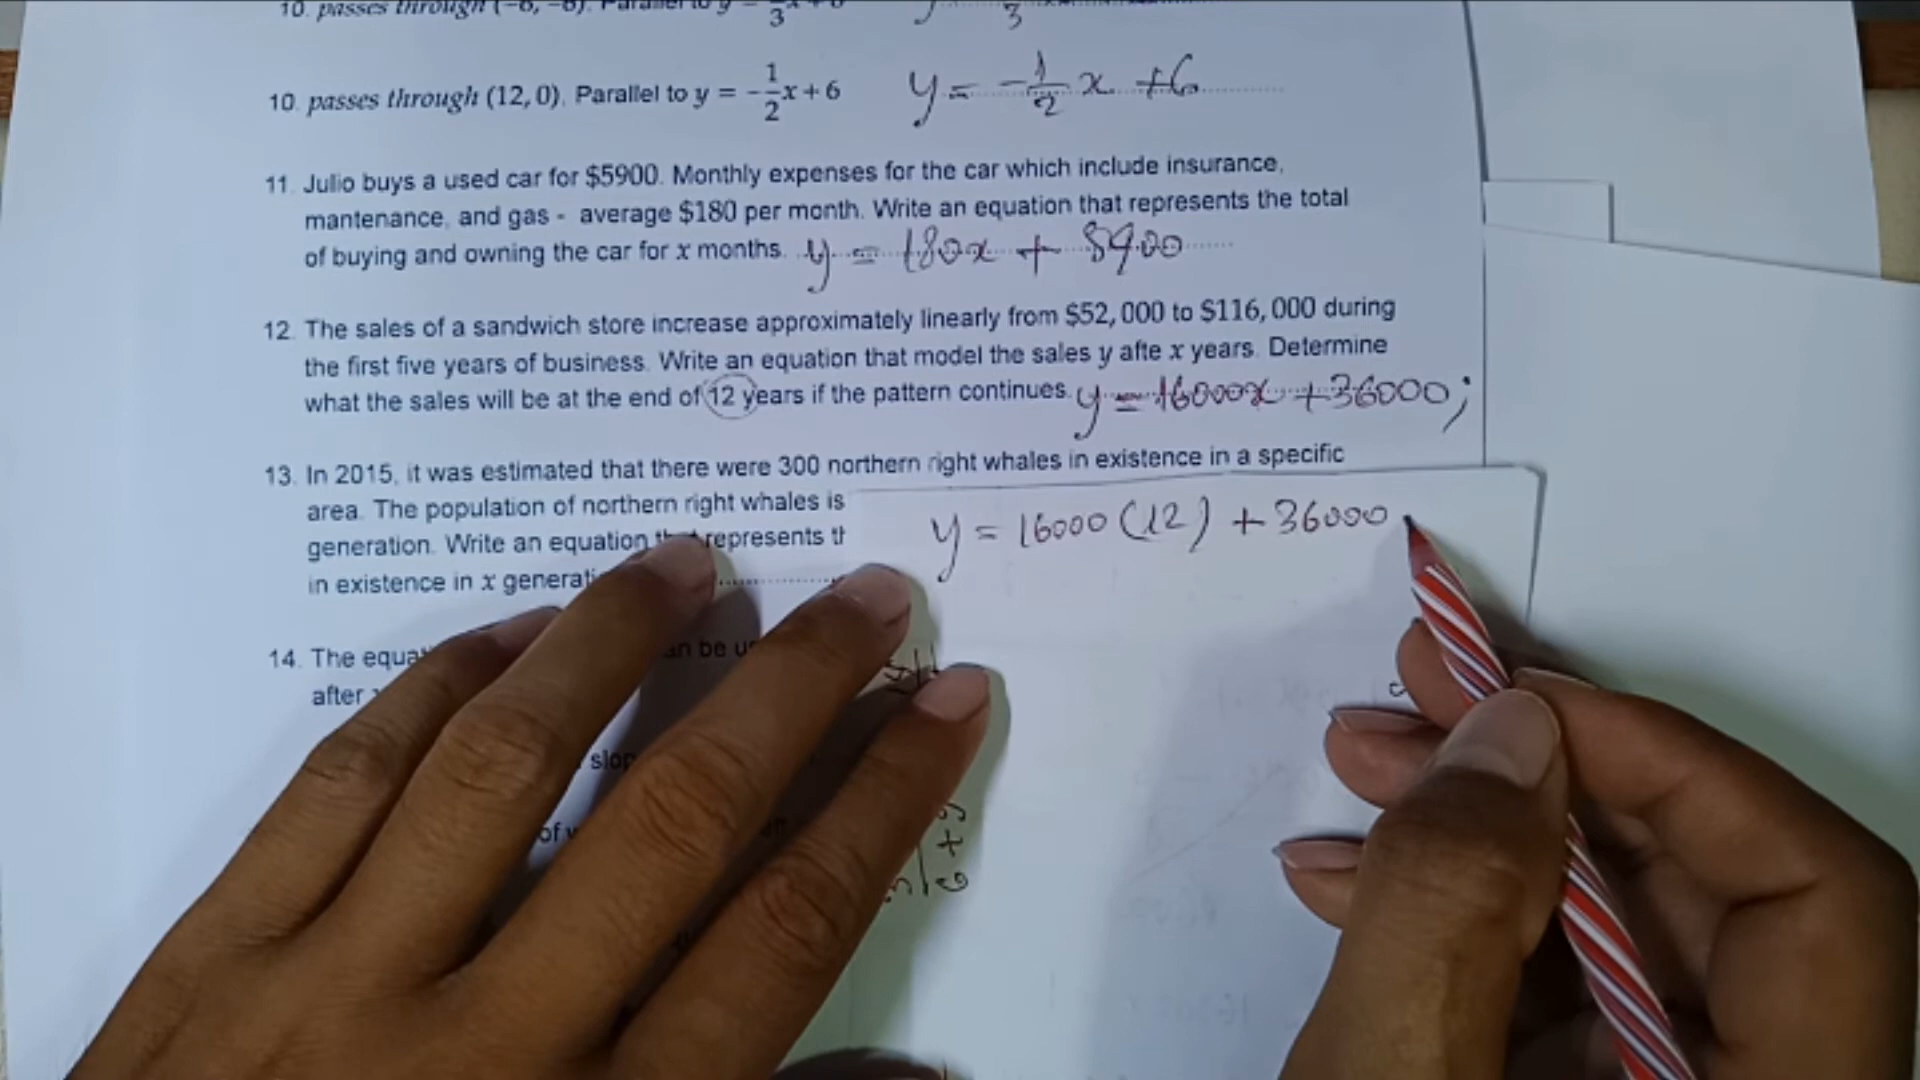 10. passes through (−6, −6). Parallel to y =
10. passes through (12, 0). Parallel to y = −1/2x + 6 y = −1/2 x + 6
11. Julio buys a used car for $5900. Monthly expenses for the car which include insurance,
mantenance, and gas - average $180 per month. Write an equation that represents the total
of buying and owning the car for x months. y = 180x + 5900
12. The sales of a sandwich store increase approximately linearly from $52,000 to $116,000 during
the first five years of business. Write an equation that model the sales y afte x years. Determine
what the sales will be at the end of 12 years if the pattern continues. y = 16000x + 36000;
13. In 2015, it was estimated that there were 300 northern right whales in existence in a specific
area. The population of northern right whales is
generation. Write an equation represents
in existence in x
y = 16000 (12) + 36000
14. The be
after